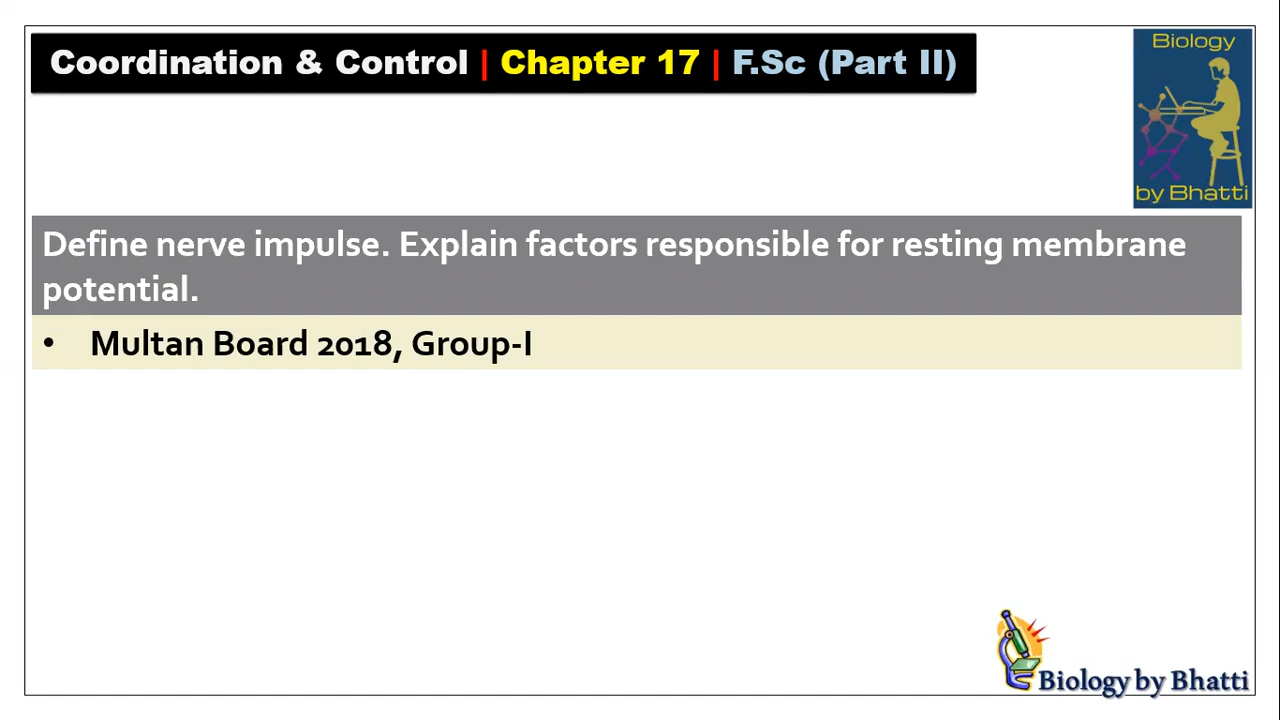 Coordination & Control | Chapter 17 | F.Sc (Part II)
Biology
by Bhatti
Define nerve impulse. Explain factors responsible for resting membrane
potential.
• Multan Board 2018, Group-I
Biology by Bhatti